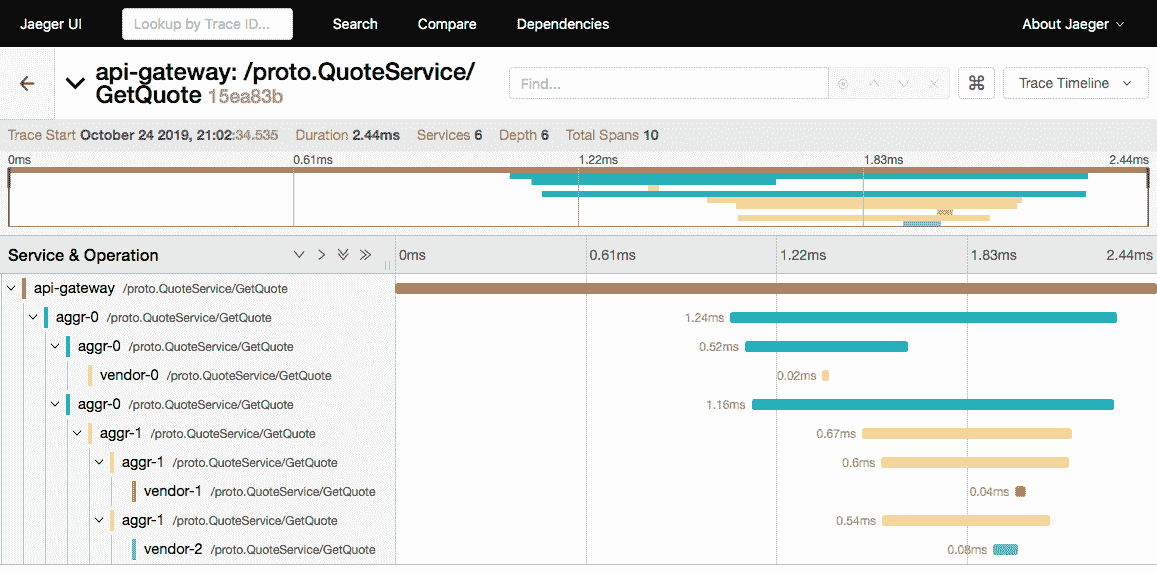 Jaeger UI Lookup by Trace ID... Search Compare Dependencies About Jaeger
api-gateway: /proto.QuoteService/
GetQuote 15ea83b
Find... ⌘ Trace Timeline
Trace Start October 24 2019, 21:02:34.535 Duration 2.44ms Services 6 Depth 6 Total Spans 10
0ms 0.61ms 1.22ms 1.83ms 2.44ms
Service & Operation 0ms 0.61ms 1.22ms 1.83ms 2.44ms
api-gateway /proto.QuoteService/GetQuote
aggr-0 /proto.QuoteService/GetQuote 1.24ms
aggr-0 /proto.QuoteService/GetQuote 0.52ms
vendor-0 /proto.QuoteService/GetQuote 0.02ms
aggr-0 /proto.QuoteService/GetQuote 1.16ms
aggr-1 /proto.QuoteService/GetQuote 0.67ms
aggr-1 /proto.QuoteService/GetQuote 0.6ms
vendor-1 /proto.QuoteService/GetQuote 0.04ms
aggr-1 /proto.QuoteService/GetQuote 0.54ms
vendor-2 /proto.QuoteService/GetQuote 0.08ms